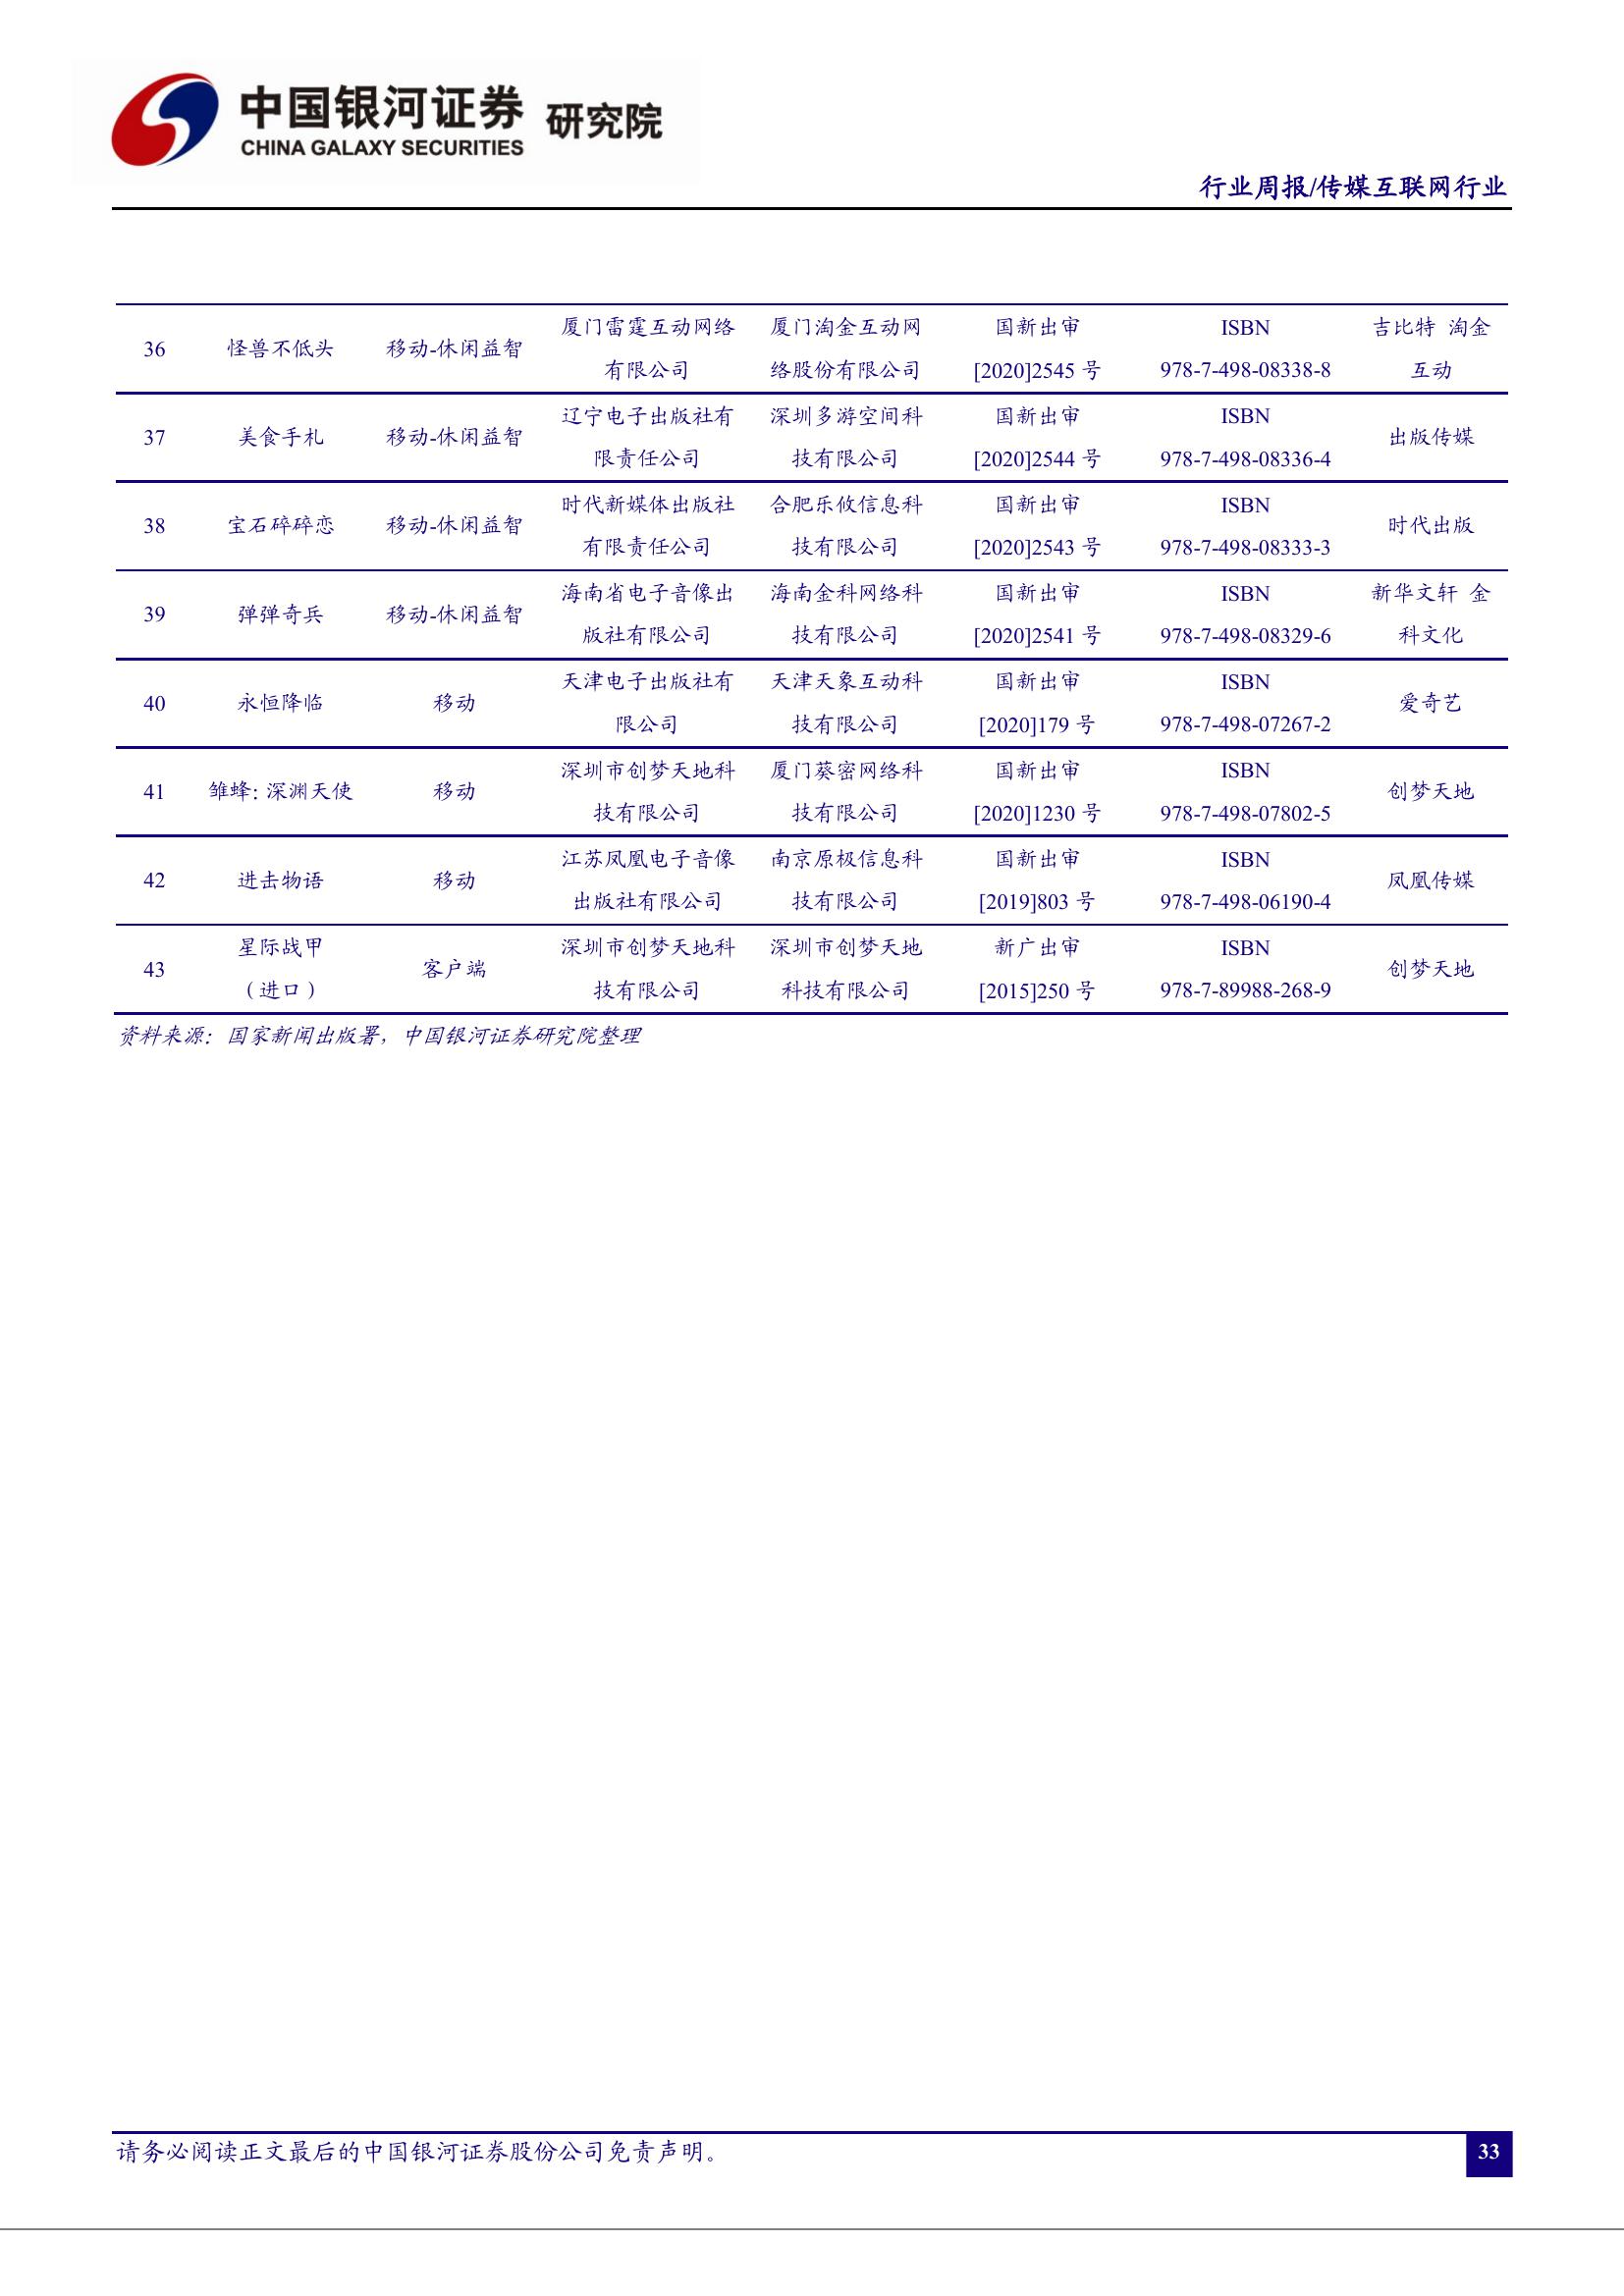 中国银河证券 研究院
CHINA GALAXY SECURITIES
行业周报/传媒互联网行业
36 怪兽不低头 移动-休闲益智 厦门雷霆互动网络有限公司 厦门淘金互动网络股份有限公司 国新出审[2020]2545 号 ISBN 978-7-498-08338-8 吉比特 淘金互动
37 美食手札 移动-休闲益智 辽宁电子出版社有限责任公司 深圳多游空间科技有限公司 国新出审[2020]2544 号 ISBN 978-7-498-08336-4 出版传媒
38 宝石碎碎恋 移动-休闲益智 时代新媒体出版社有限责任公司 合肥乐攸信息科技有限公司 国新出审[2020]2543 号 ISBN 978-7-498-08333-3 时代出版
39 弹弹奇兵 移动-休闲益智 海南省电子音像出版社有限公司 海南金科网络科技有限公司 国新出审[2020]2541 号 ISBN 978-7-498-08329-6 新华文轩 金科文化
40 永恒降临 移动 天津电子出版社有限公司 天津天象互动科技有限公司 国新出审[2020]179 号 ISBN 978-7-498-07267-2 爱奇艺
41 雏蜂：深渊天使 移动 深圳市创梦天地科技有限公司 厦门葵密网络科技有限公司 国新出审[2020]1230 号 ISBN 978-7-498-07802-5 创梦天地
42 进击物语 移动 江苏凤凰电子音像出版社有限公司 南京原极信息科技有限公司 国新出审[2019]803 号 ISBN 978-7-498-06190-4 凤凰传媒
43 星际战甲（进口） 客户端 深圳市创梦天地科技有限公司 深圳市创梦天地科技有限公司 新广出审[2015]250 号 ISBN 978-7-89988-268-9 创梦天地
资料来源：国家新闻出版署，中国银河证券研究院整理
请务必阅读正文最后的中国银河证券股份公司免责声明。
33